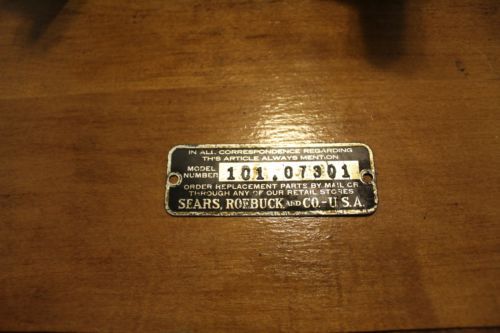 IN ALL CORRESPONDENCE REGARDING
THIS ARTICLE ALWAYS MENTION
MODEL NUMBER 101.07301
ORDER REPLACEMENT PARTS BY MAIL OR
THROUGH ANY OF OUR RETAIL STORES
SEARS, ROEBUCK AND CO.-U.S.A.